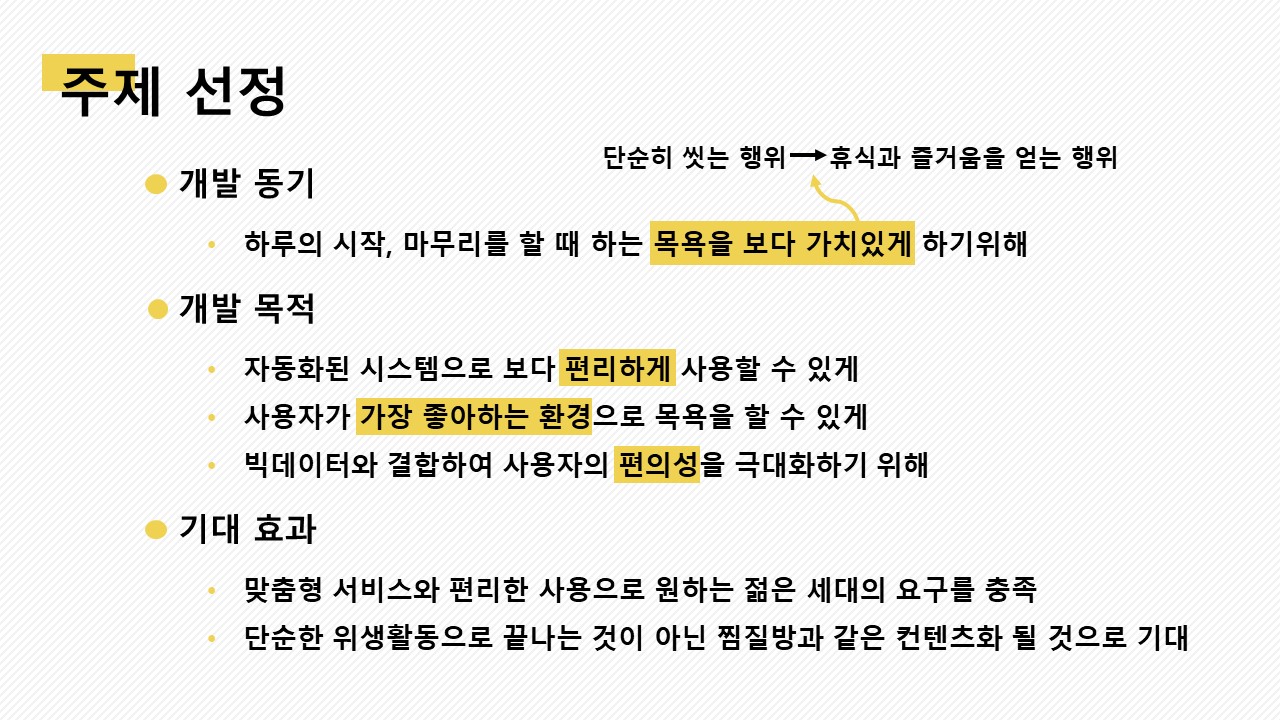 주제 선정
단순히 씻는 행위 → 휴식과 즐거움을 얻는 행위
개발 동기
하루의 시작, 마무리를 할 때 하는 목욕을 보다 가치있게 하기위해
개발 목적
자동화된 시스템으로 보다 편리하게 사용할 수 있게
사용자가 가장 좋아하는 환경으로 목욕을 할 수 있게
빅데이터와 결합하여 사용자의 편의성을 극대화하기 위해
기대 효과
맞춤형 서비스와 편리한 사용으로 원하는 젊은 세대의 요구를 충족
단순한 위생활동으로 끝나는 것이 아닌 찜질방과 같은 컨텐츠화 될 것으로 기대